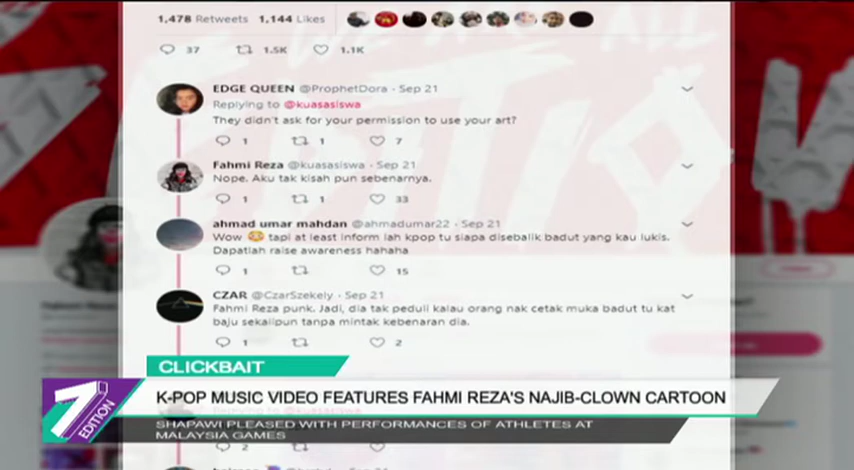 1,478 Retweets 1,144 Likes
37 1.5K 1.1K
EDGE QUEEN @ProphetDora - Sep 21
Replying to @kuasasiswa
They didn't ask for your permission to use your art?
1 1 7
Fahmi Reza @kuasasiswa - Sep 21
Nope. Aku tak kisah pun sebenarnya.
1 1 33
ahmad umar mahdan @ahmadumar22 - Sep 21
Wow 😳 tapi at least inform lah kpop tu siapa disebalik badut yang kau lukis.
Dapatlah raise awareness hahaha
1 15
CZAR @CzarSzekely - Sep 21
Fahmi Reza punk. Jadi, dia tak peduli kalau orang nak cetak muka badut tu kat
baju sekalipun tanpa mintak kebenaran dia.
1 2
CLICKBAIT
7 EDITION
K-POP MUSIC VIDEO FEATURES FAHMI REZA'S NAJIB-CLOWN CARTOON
SHAPAWI PLEASED WITH PERFORMANCES OF ATHLETES AT
MALAYSIA GAMES
2